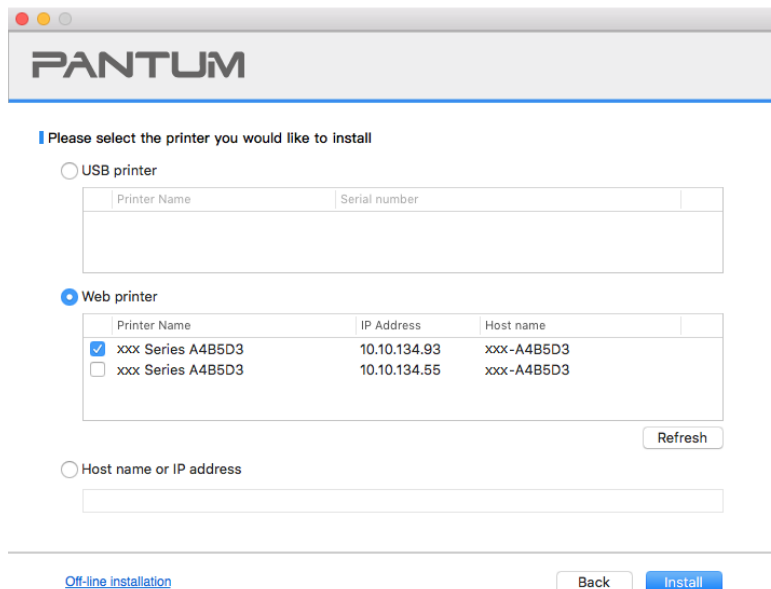 PANTUM
Please select the printer you would like to install
USB printer
Printer Name Serial number
Web printer
Printer Name IP Address Host name
xxx Series A4B5D3 10.10.134.93 xxx-A4B5D3
xxx Series A4B5D3 10.10.134.55 xxx-A4B5D3
Refresh
Host name or IP address
Off-line installation Back Install